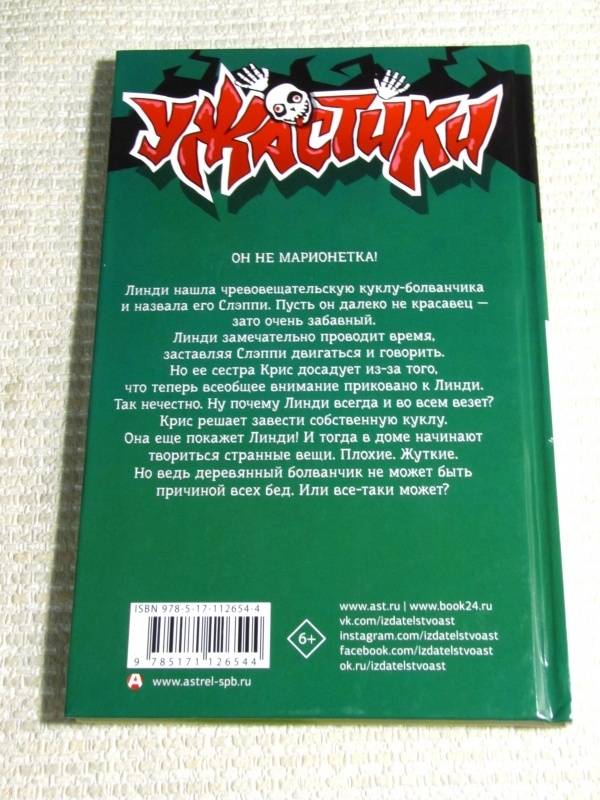 УЖАСТИКИ
ОН НЕ МАРИОНЕТКА!
Линди нашла чревовещательскую куклу-болванчика
и назвала его Слэппи. Пусть он далеко не красавец —
зато очень забавный.
Линди замечательно проводит время,
заставляя Слэппи двигаться и говорить.
Но ее сестра Крис досадует из-за того,
что теперь всеобщее внимание приковано к Линди.
Так нечестно. Ну почему Линди всегда и во всем везет?
Крис решает завести собственную куклу.
Она еще покажет Линди! И тогда в доме начинают
твориться странные вещи. Плохие. Жуткие.
Но ведь деревянный болванчик не может быть
причиной всех бед. Или все-таки может?
ISBN 978-5-17-112654-4
9 785171 126544
www.astrel-spb.ru
6+
www.ast.ru | www.book24.ru
vk.com/izdatelstvoast
instagram.com/izdatelstvoast
facebook.com/izdatelstvoast
ok.ru/izdatelstvoast